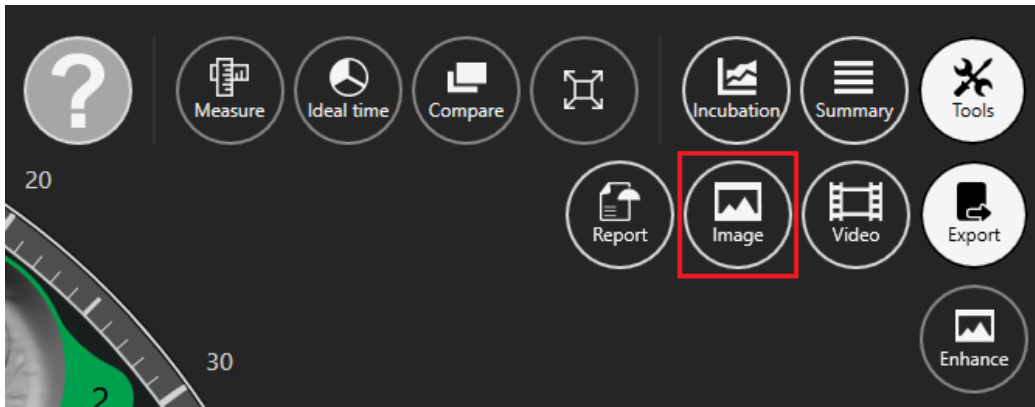 ?
Measure
Ideal time
Compare
Incubation
Summary
Tools
20
Report
Image
Video
Export
30
Enhance
2